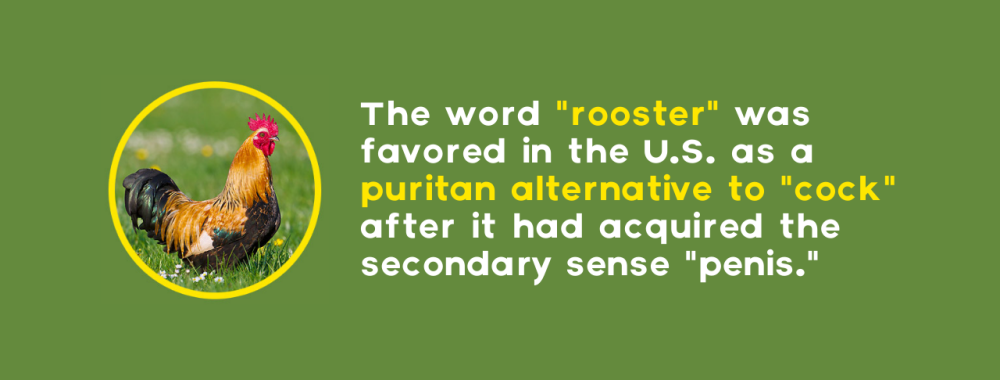 The word "rooster" was
favored in the U.S. as a
puritan alternative to "cock"
after it had acquired the
secondary sense "penis."